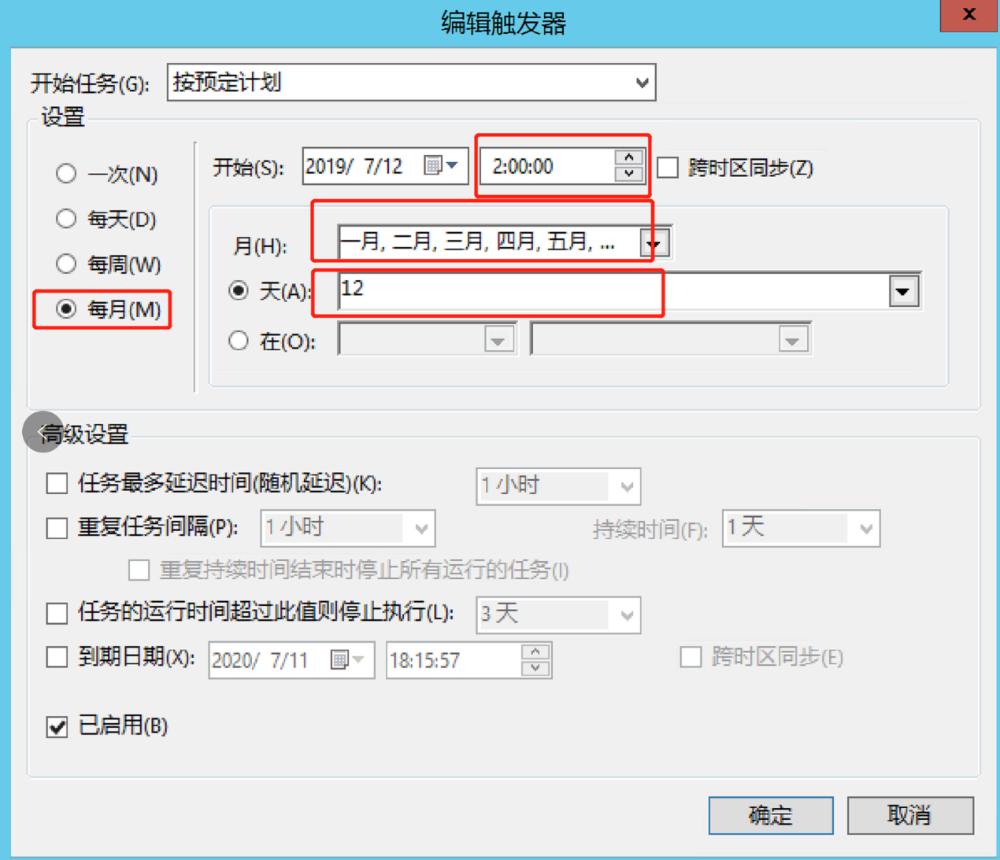 编辑触发器
x
开始任务(G): 按预定计划
设置
一次(N)
每天(D)
每周(W)
每月(M)
开始(S): 2019/ 7/12 2:00:00 跨时区同步(Z)
月(H): 一月, 二月, 三月, 四月, 五月, ...
天(A): 12
在(O):
高级设置
任务最多延迟时间(随机延迟)(K): 1 小时
重复任务间隔(P): 1 小时 持续时间(F): 1 天
重复持续时间结束时停止所有运行的任务(I)
任务的运行时间超过此值则停止执行(L): 3 天
到期日期(X): 2020/ 7/11 18:15:57 跨时区同步(E)
已启用(B)
确定 取消